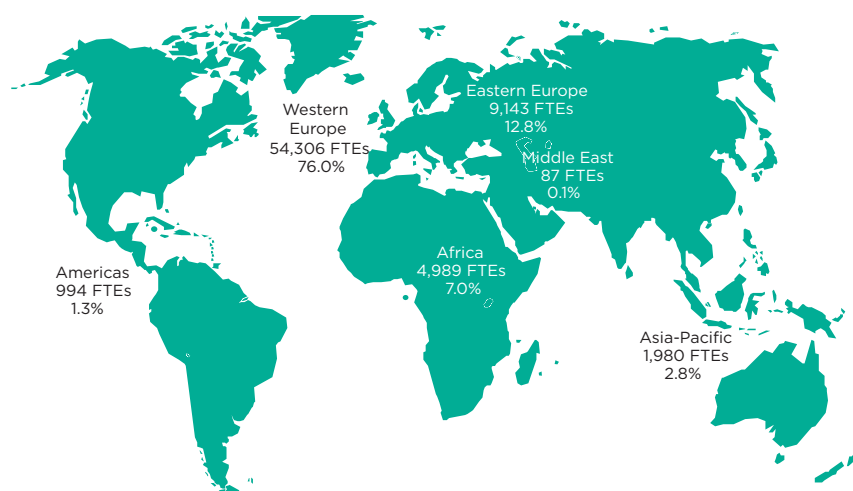 Western
Europe
54,306 FTEs
76.0%
Eastern Europe
9,143 FTEs
12.8%
Middle East
87 FTEs
0.1%
Africa
4,989 FTEs
7.0%
Americas
994 FTEs
1.3%
Asia-Pacific
1,980 FTEs
2.8%